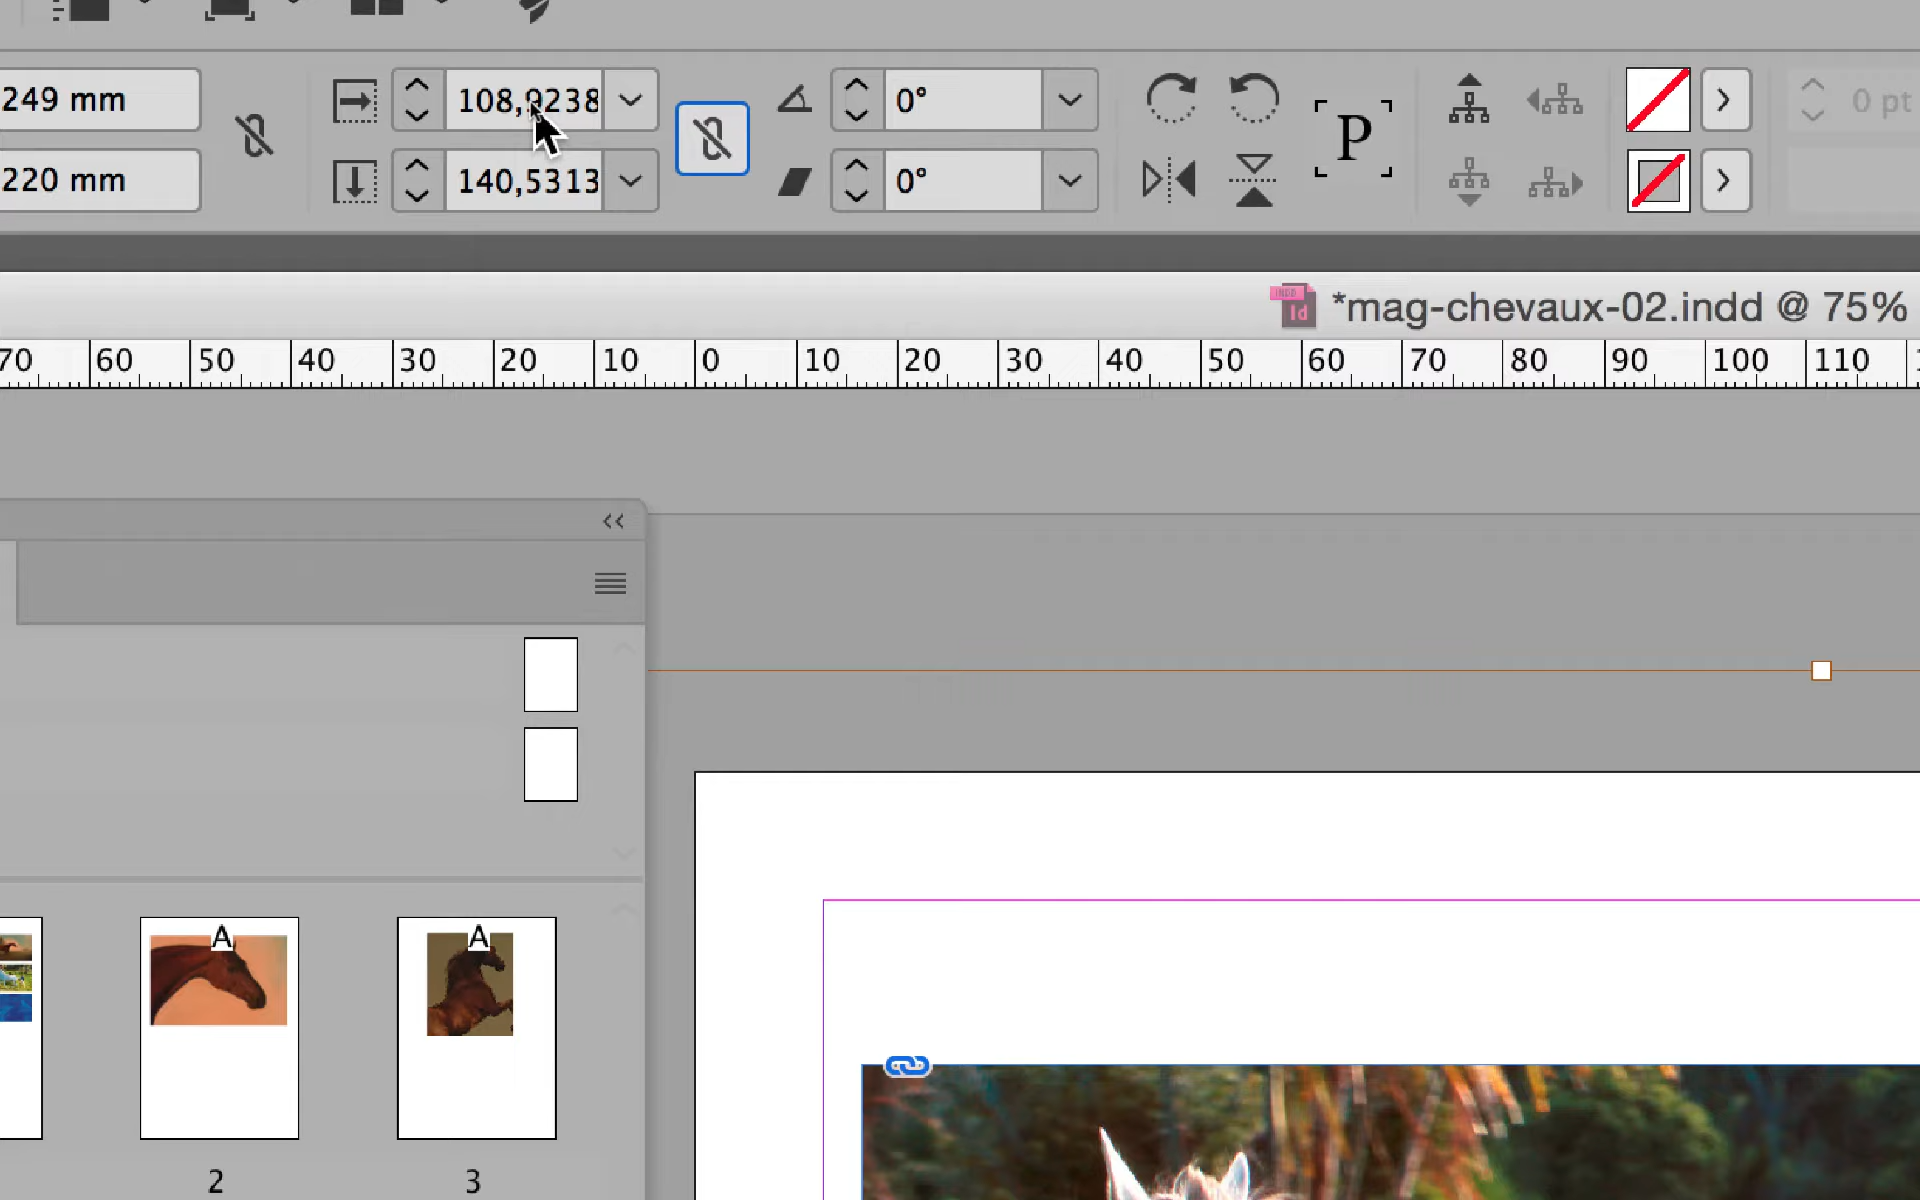 249 mm
108,9238
0°
P
0 pt
220 mm
140,5313
0°
INDD
Id
*mag-chevaux-02.indd @ 75%
70 60 50 40 30 20 10 0 10 20 30 40 50 60 70 80 90 100 110
A
A
2
3